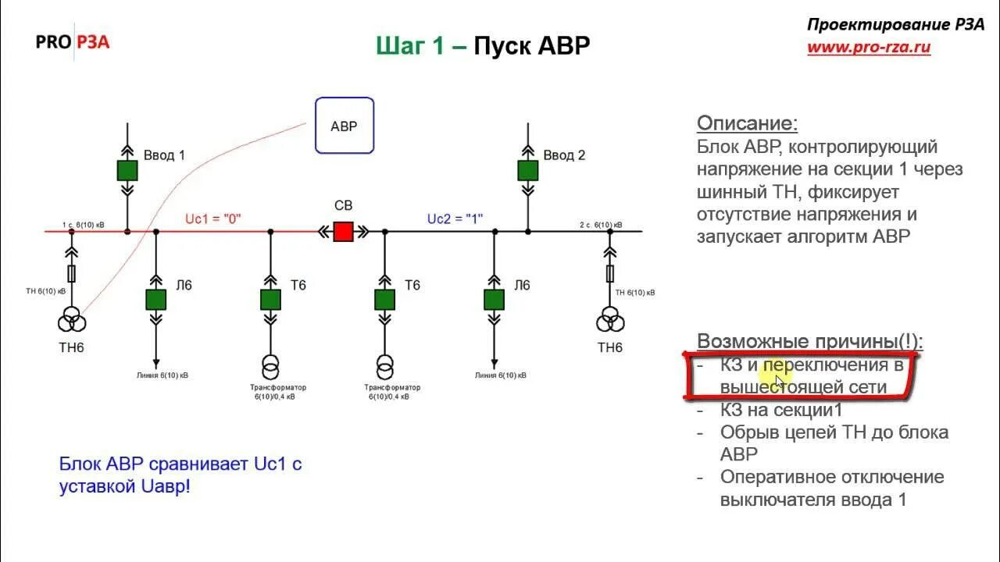 PRO РЗА
Шаг 1 – Пуск АВР
Проектирование РЗА
www.pro-rza.ru
АВР
Ввод 1
Ввод 2
СВ
Uc1 = "0"
Uc2 = "1"
1 с. 6(10) кВ
2 с. 6(10) кВ
ТН 6(10) кВ
Л6
Т6
Т6
Л6
ТН 6(10) кВ
ТН6
ТН6
Линия 6(10) кВ
Трансформатор
6(10)/0,4 кВ
Трансформатор
6(10)/0,4 кВ
Линия 6(10) кВ
Блок АВР сравнивает Uc1 с
уставкой Uавр!
Описание:
Блок АВР, контролирующий
напряжение на секции 1 через
шинный ТН, фиксирует
отсутствие напряжения и
запускает алгоритм АВР
Возможные причины(!):
- КЗ и переключения в
вышестоящей сети
- КЗ на секции1
- Обрыв цепей ТН до блока
АВР
- Оперативное отключение
выключателя ввода 1